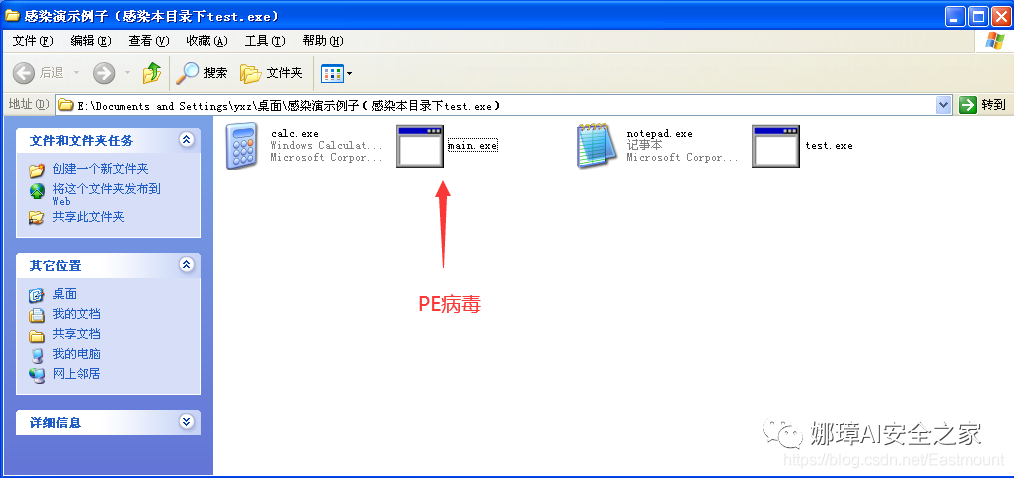 感染演示例子（感染本目录下test.exe）
文件(F) 编辑(E) 查看(V) 收藏(A) 工具(T) 帮助(H)
后退 搜索 文件夹
地址(D) E:\Documents and Settings\yxz\桌面\感染演示例子（感染本目录下test.exe） 转到
文件和文件夹任务
创建一个新文件夹
将这个文件夹发布到
Web
共享此文件夹
其它位置
桌面
我的文档
共享文档
我的电脑
网上邻居
详细信息
calc.exe
Windows Calculat...
Microsoft Corpor...
main.exe
notepad.exe
记事本
Microsoft Corpor...
test.exe
PE病毒
娜璋AI安全之家
https://blog.csdn.net/Eastmount